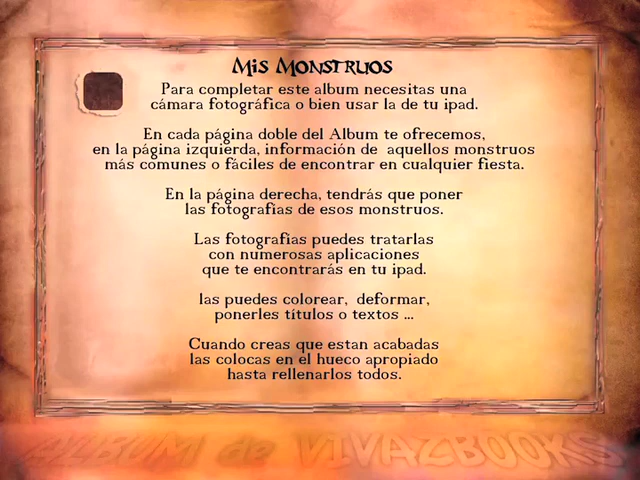 Mis Monstruos
Para completar este album necesitas una
cámara fotográfica o bien usar la de tu ipad.
En cada página doble del Album te ofrecemos,
en la página izquierda, información de aquellos monstruos
más comunes o fáciles de encontrar en cualquier fiesta.
En la página derecha, tendrás que poner
las fotografías de esos monstruos.
Las fotografías puedes tratarlas
con numerosas aplicaciones
que te encontrarás en tu ipad.
las puedes colorear, deformar,
ponerles títulos o textos ...
Cuando creas que estan acabadas
las colocas en el hueco apropiado
hasta rellenarlos todos.
ALBUM de VIVAZBOOKS